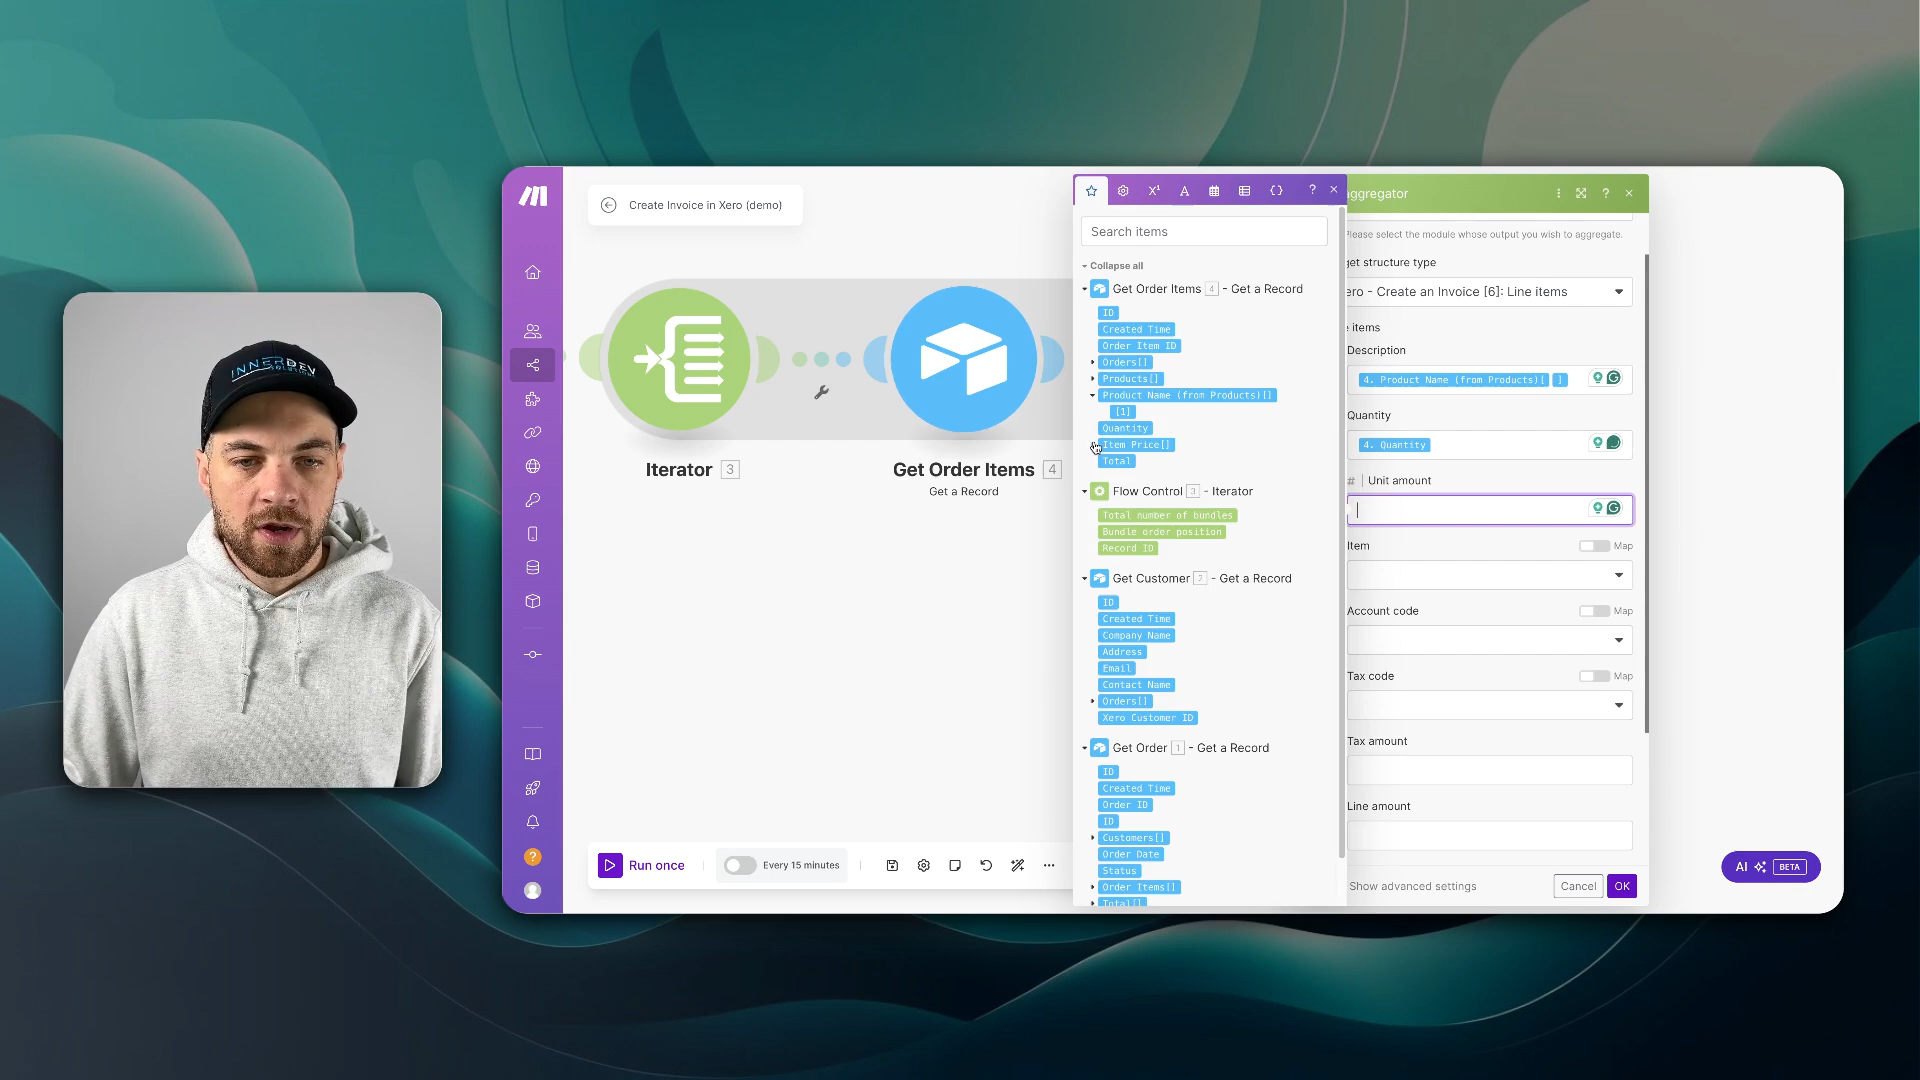 INNERDEV
Create Invoice in Xero (demo)
Iterator 3
Get Order Items 4
Get a Record
Run once
Every 15 minutes
?
Search items
Collapse all
Get Order Items 4 - Get a Record
ID
Created Time
Order Item ID
Orders[]
Products[]
Product Name (from Products)[]
[1]
Quantity
Item Price[]
Total
Flow Control 3 - Iterator
Total number of bundles
Bundle order position
Record ID
Get Customer 2 - Get a Record
ID
Created Time
Company Name
Address
Email
Contact Name
Orders[]
Xero Customer ID
Get Order 1 - Get a Record
ID
Created Time
Order ID
ID
Customers[]
Order Date
Status
Order Items[]
Total[]
aggregator
?
Please select the module whose output you wish to aggregate.
get structure type
ero - Create an Invoice [6]: Line items
e items
Description
4. Product Name (from Products)[ ]
Quantity
4. Quantity
# Unit amount
Item
Map
Account code
Map
Tax code
Map
Tax amount
Line amount
Show advanced settings
Cancel
OK
AI BETA